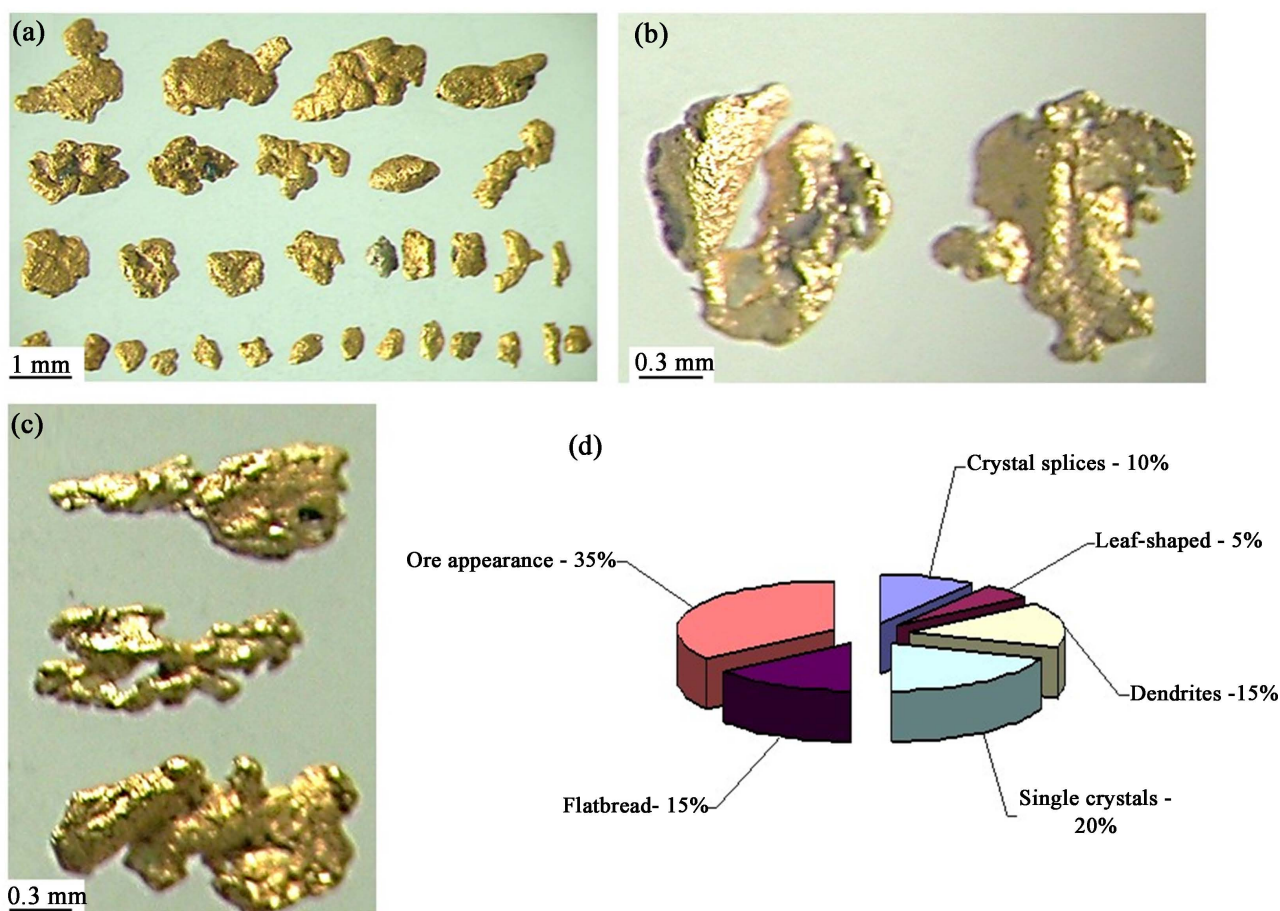 (a)
1 mm
(b)
0.3 mm
(c)
0.3 mm
(d)
Crystal splices - 10%
Leaf-shaped - 5%
Ore appearance - 35%
Dendrites -15%
Flatbread- 15%
Single crystals -
20%